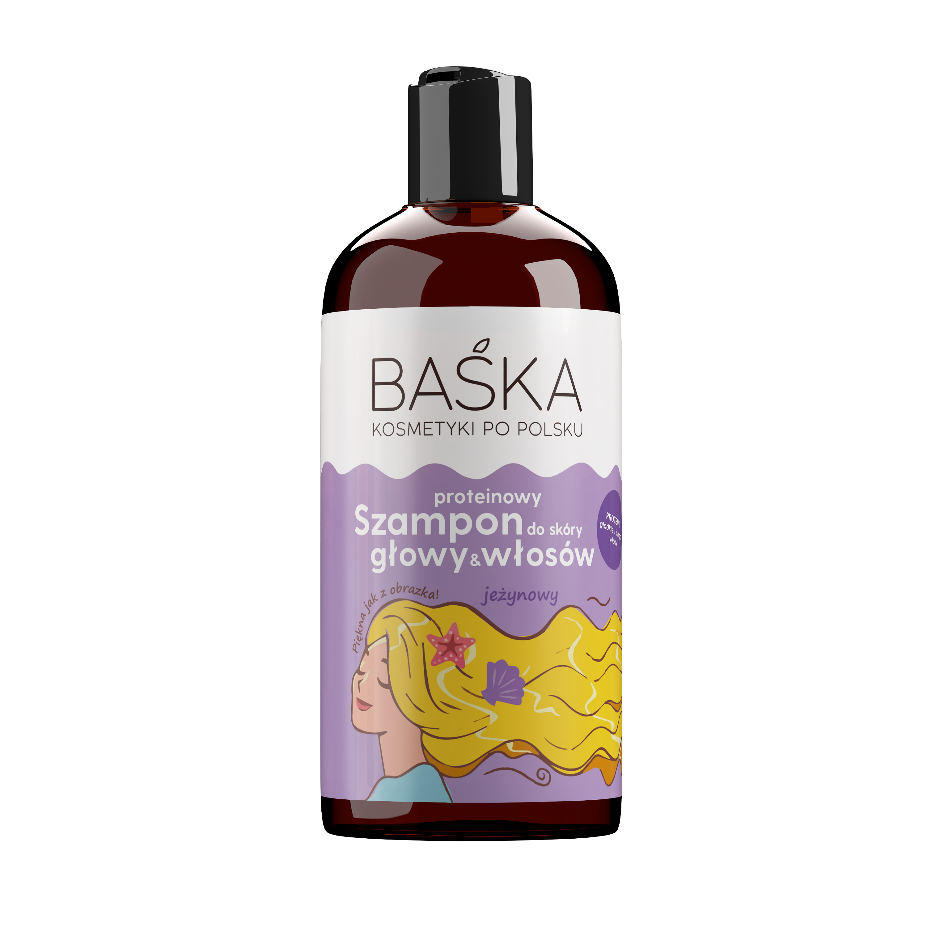 BAŚKA
KOSMETYKI PO POLSKU
proteinowy
Szampon do skóry
głowy & włosów
jeżynowy
Piękna jak z obrazka!